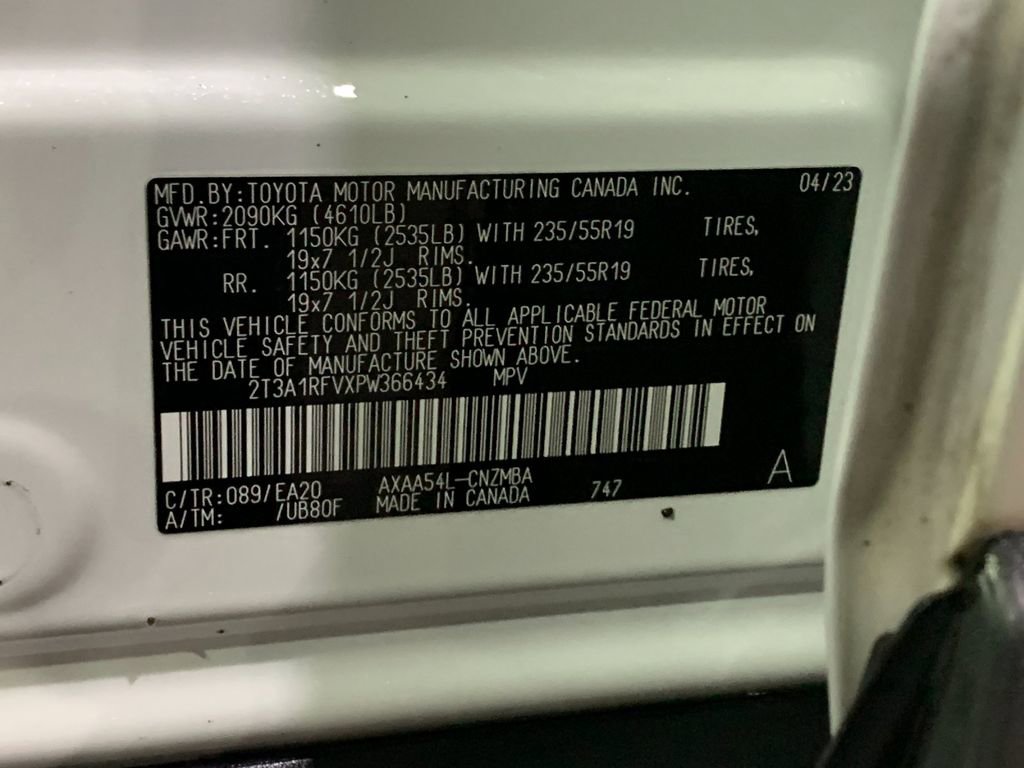 MFD.BY:TOYOTA MOTOR MANUFACTURING CANADA INC. 04/23
GVWR:2090KG (4610LB)
GAWR:FRT. 1150KG (2535LB) WITH 235/55R19 TIRES,
19x7 1/2J RIMS.
RR. 1150KG (2535LB) WITH 235/55R19 TIRES,
19x7 1/2J RIMS.
THIS VEHICLE CONFORMS TO ALL APPLICABLE FEDERAL MOTOR
VEHICLE SAFETY AND THEFT PREVENTION STANDARDS IN EFFECT ON
THE DATE OF MANUFACTURE SHOWN ABOVE.
2T3A1RFVXPW366434 MPV
C/TR:089/EA20 AXAA54L-CNZMBA 747 A
A/TM: /UB80F MADE IN CANADA